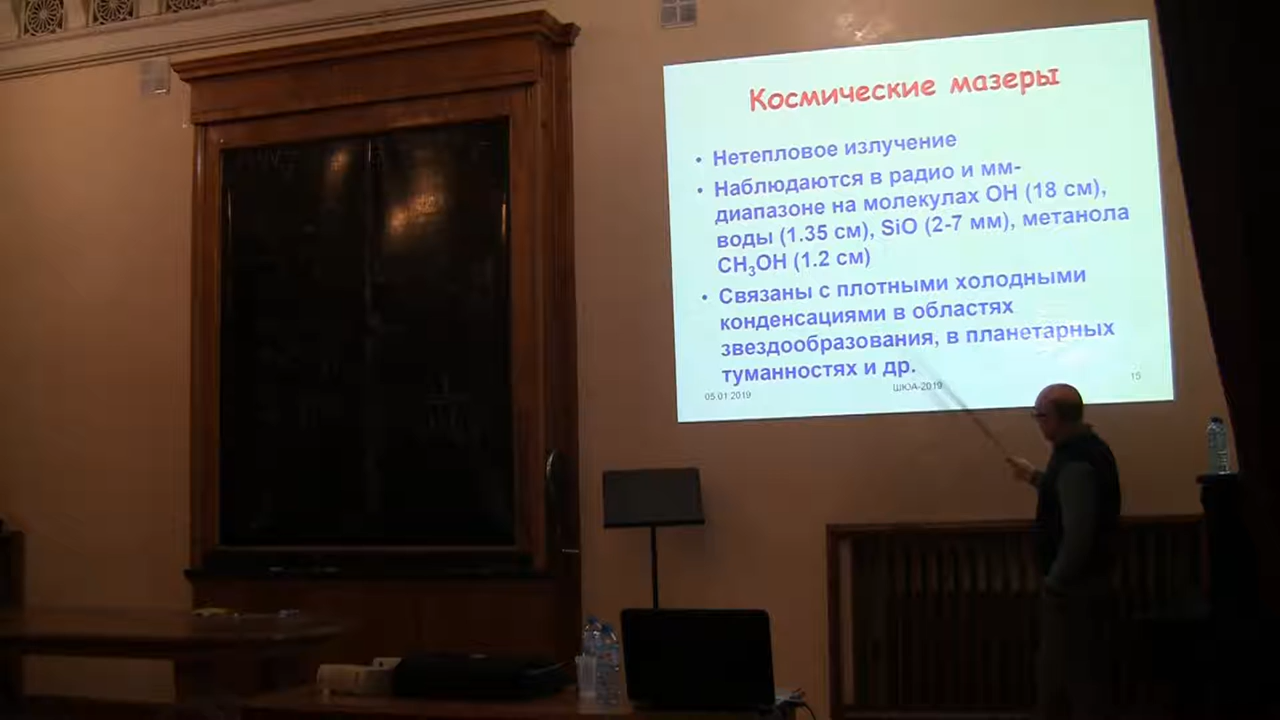 Космические мазеры
• Нетепловое излучение
• Наблюдаются в радио и мм-
диапазоне на молекулах OH (18 см),
воды (1.35 см), SiO (2-7 мм), метанола
CH₃OH (1.2 см)
• Связаны с плотными холодными
конденсациями в областях
звездообразования, в планетарных
туманностях и др.
05.01.2019
ШЮА-2019
15